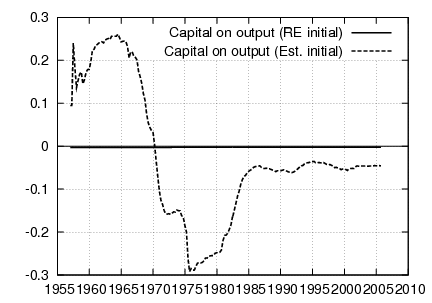 0.3
Capital on output (RE initial)
Capital on output (Est. initial)
0.2
0.1
0
-0.1
-0.2
-0.3
1955 1960 1965 1970 1975 1980 1985 1990 1995 2000 2005 2010